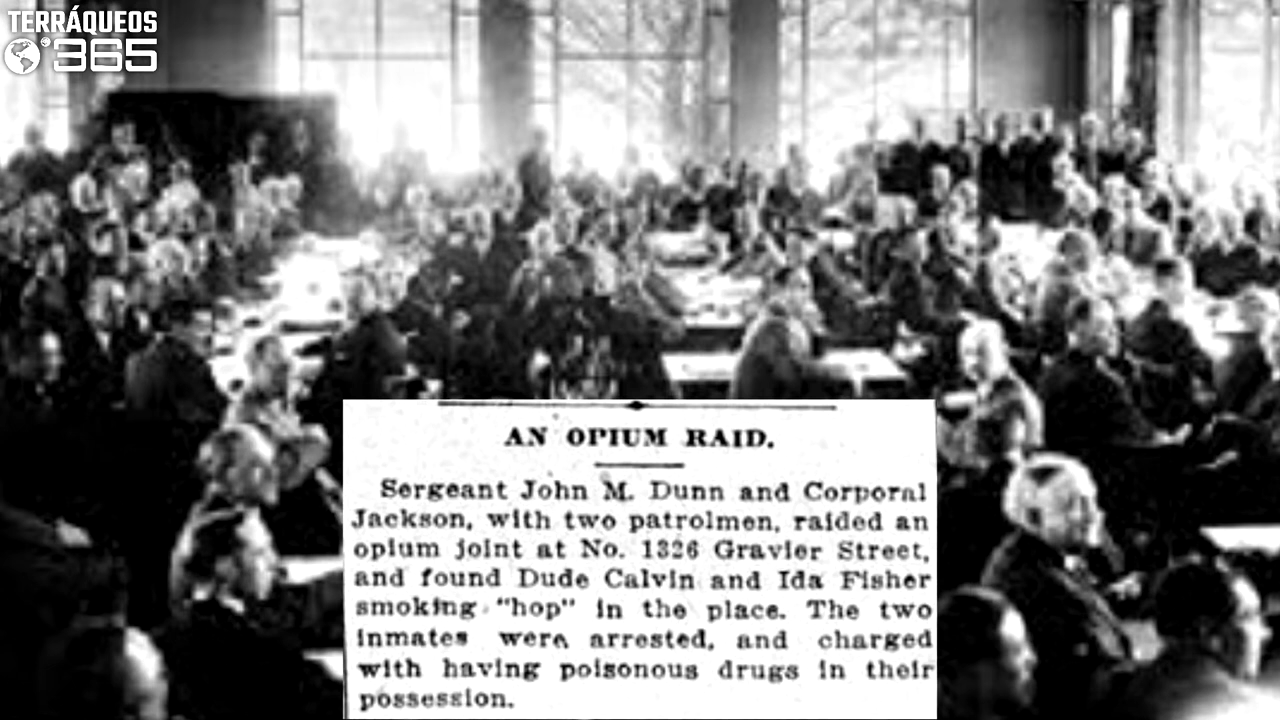 TERRÁQUEOS
365
AN OPIUM RAID.
Sergeant John M. Dunn and Corporal
Jackson, with two patrolmen, raided an
opium joint at No. 1326 Gravier Street,
and found Dude Calvin and Ida Fisher
smoking "hop" in the place. The two
inmates were arrested, and charged
with having poisonous drugs in their
possession.